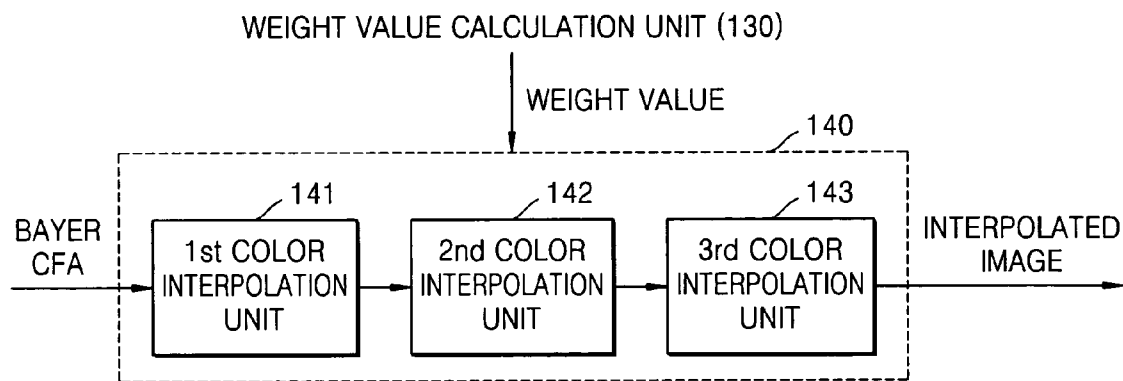 WEIGHT VALUE CALCULATION UNIT (130)
WEIGHT VALUE
140
141
142
143
BAYER
CFA
1st COLOR
INTERPOLATION
UNIT
2nd COLOR
INTERPOLATION
UNIT
3rd COLOR
INTERPOLATION
UNIT
INTERPOLATED
IMAGE